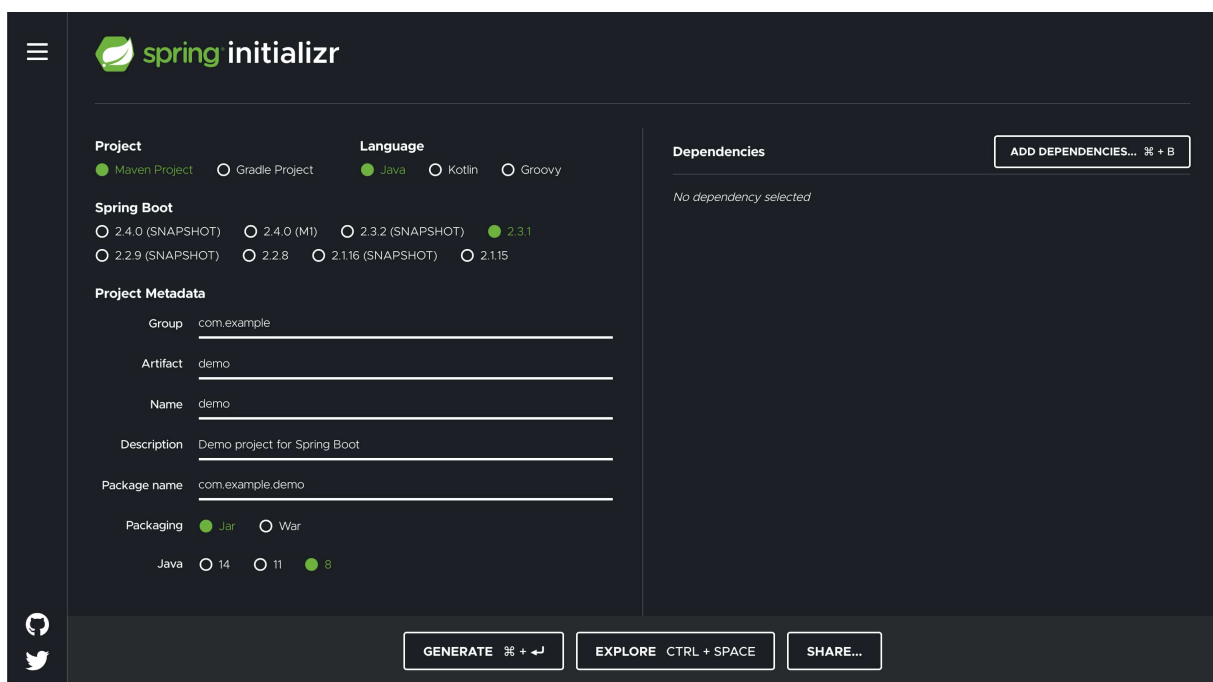 spring initializr
Project
Maven Project Gradle Project
Language
Java Kotlin Groovy
Spring Boot
2.4.0 (SNAPSHOT) 2.4.0 (M1) 2.3.2 (SNAPSHOT) 2.3.1
2.2.9 (SNAPSHOT) 2.2.8 2.1.16 (SNAPSHOT) 2.1.15
Project Metadata
Group com.example
Artifact demo
Name demo
Description Demo project for Spring Boot
Package name com.example.demo
Packaging Jar War
Java 14 11 8
Dependencies
ADD DEPENDENCIES... ⌘ + B
No dependency selected
GENERATE ⌘ + ↵
EXPLORE CTRL + SPACE
SHARE...